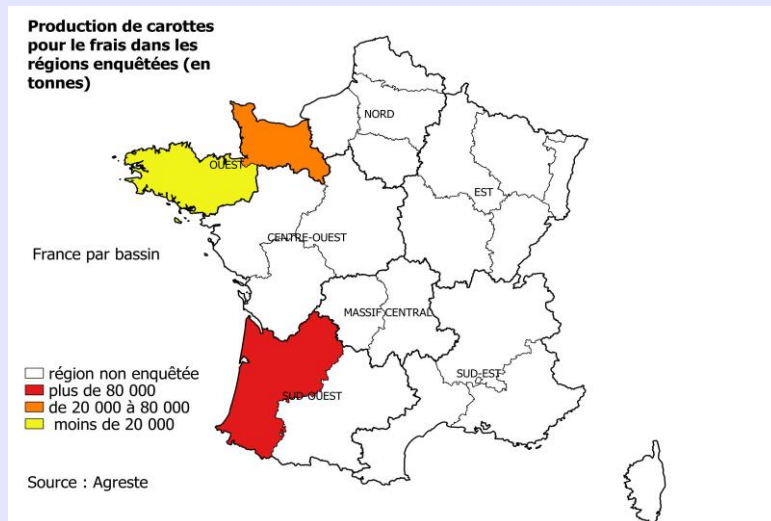 Production de carottes
pour le frais dans les
régions enquêtées (en
tonnes)
NORD
OUEST
EST
CENTRE-OUEST
France par bassin
MASSIF CENTRAL
région non enquêtée
SUD-EST
plus de 80 000
SUD-OUEST
de 20 000 à 80 000
moins de 20 000
Source : Agreste